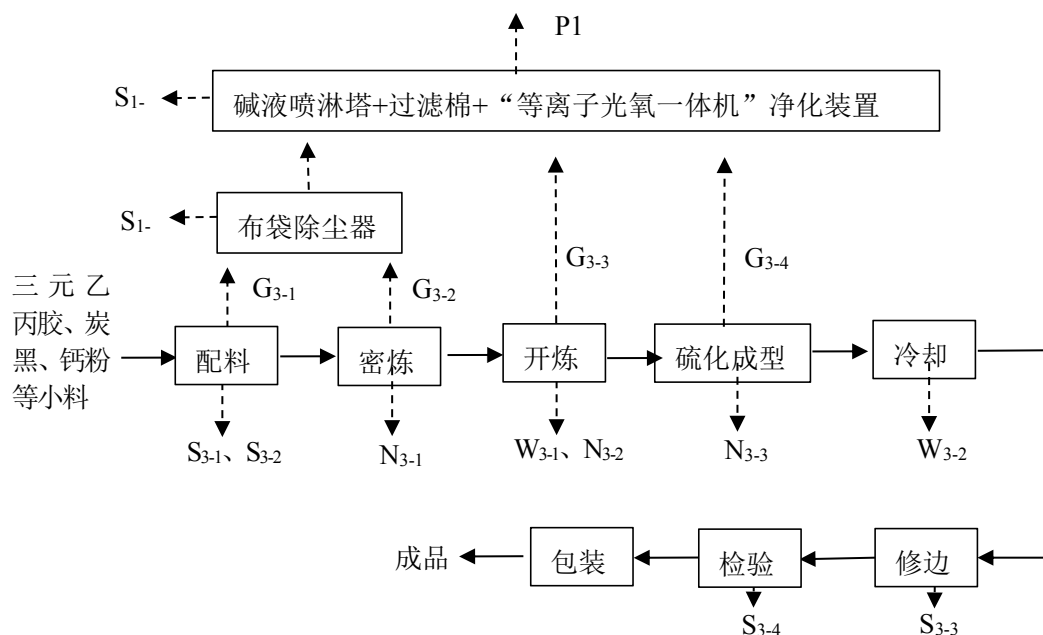 P1
S1-
碱液喷淋塔+过滤棉+“等离子光氧一体机”净化装置
S1-
布袋除尘器
G3-1
G3-2
G3-3
G3-4
三元乙
丙胶、炭
黑、钙粉
等小料
配料
密炼
开炼
硫化成型
冷却
S3-1、S3-2
N3-1
W3-1、N3-2
N3-3
W3-2
成品
包装
检验
修边
S3-4
S3-3